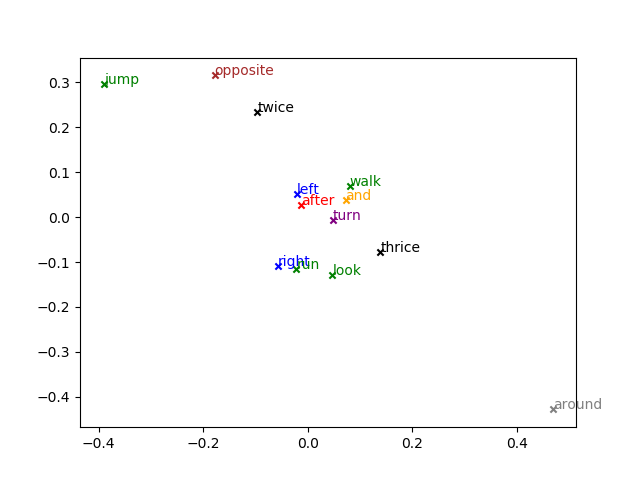 opposite
jump
0.3
twice
0.2
0.1
walk
left
and
after
turn
0.0
thrice
right
run
look
−0.1
−0.2
−0.3
−0.4
around
−0.4
−0.2
0.0
0.2
0.4